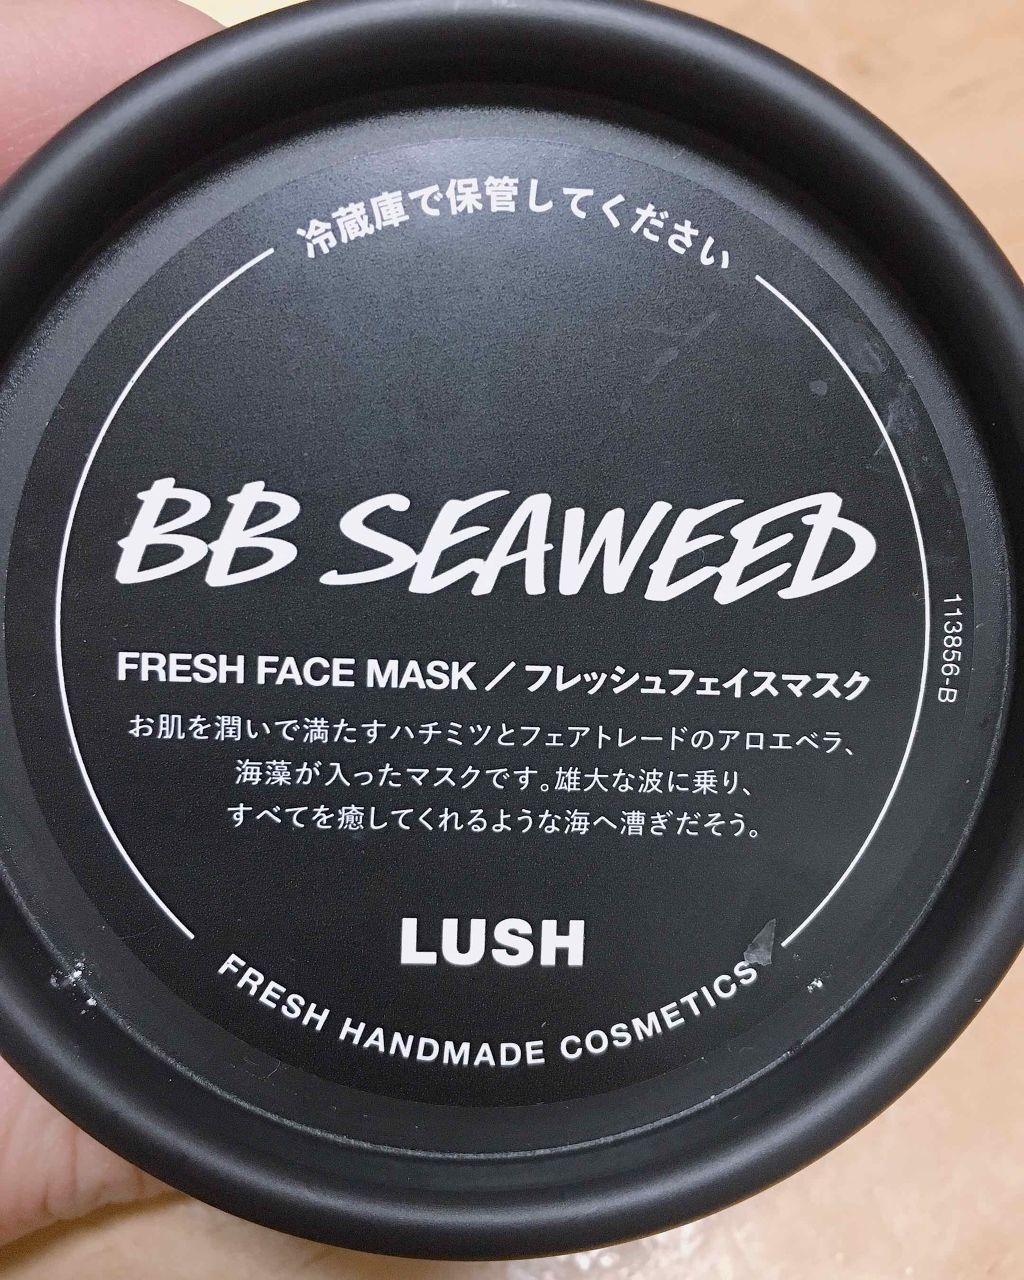 冷蔵庫で保管してください
BB SEAWEED
FRESH FACE MASK／フレッシュフェイスマスク
お肌を潤いで満たすハチミツとフェアトレードのアロエベラ、
海藻が入ったマスクです。雄大な波に乗り、
すべてを癒してくれるような海へ漕ぎだそう。
LUSH
FRESH HANDMADE COSMETICS
113856-B